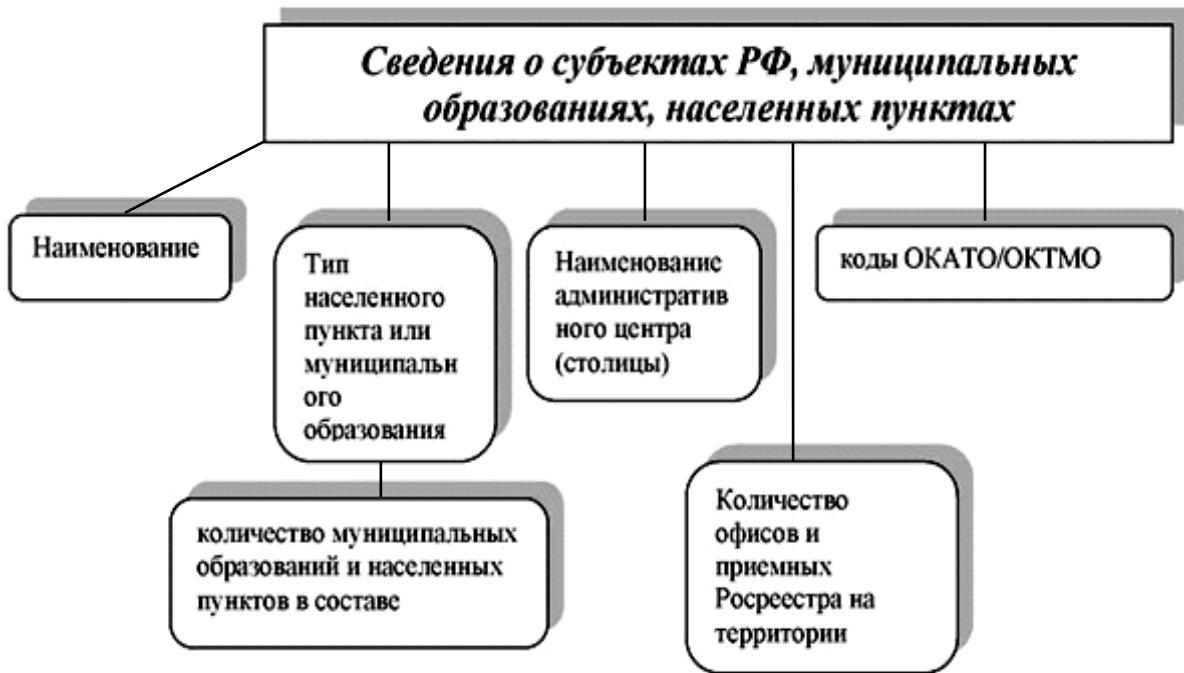 Сведения о субъектах РФ, муниципальных
образованиях, населенных пунктах
Наименование
Тип
населенного
пункта или
муниципальн
ого
образования
Наименование
административ
ного центра
(столицы)
коды ОКАТО/ОКТМО
количество муниципальных
образований и населенных
пунктов в составе
Количество
офисов и
приемных
Росреестра на
территории